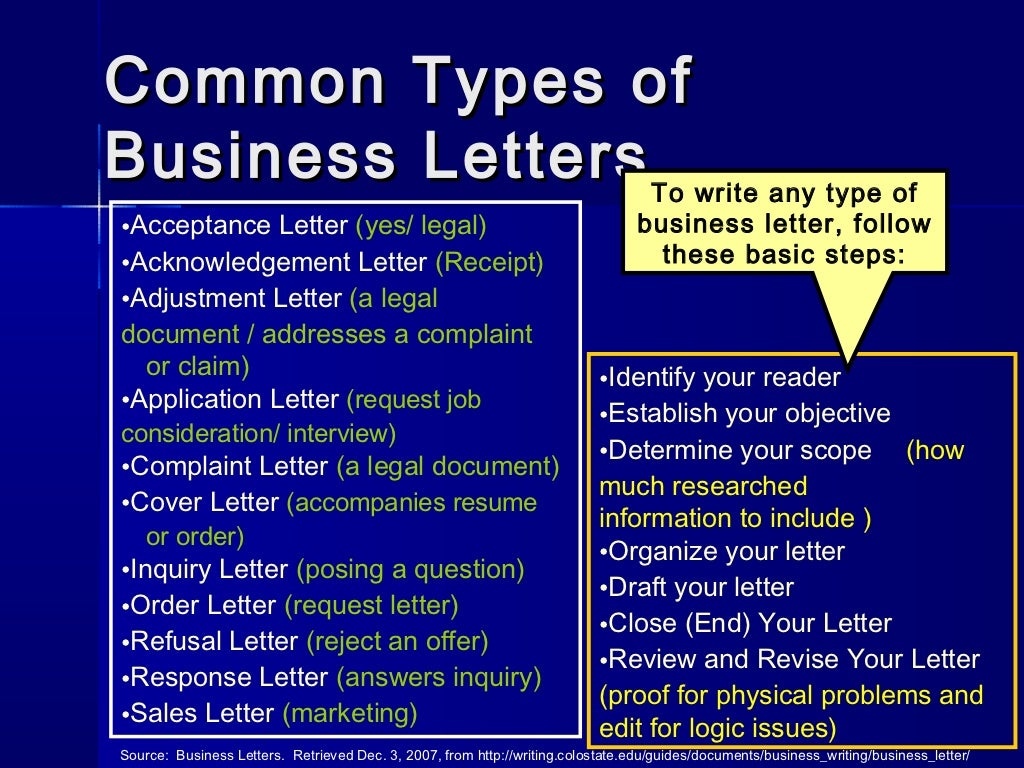 Common Types of
Business Letters
To write any type of
business letter, follow
these basic steps:
•Acceptance Letter (yes/ legal)
•Acknowledgement Letter (Receipt)
•Adjustment Letter (a legal
document / addresses a complaint
or claim)
•Application Letter (request job
consideration/ interview)
•Complaint Letter (a legal document)
•Cover Letter (accompanies resume
or order)
•Inquiry Letter (posing a question)
•Order Letter (request letter)
•Refusal Letter (reject an offer)
•Response Letter (answers inquiry)
•Sales Letter (marketing)
•Identify your reader
•Establish your objective
•Determine your scope (how
much researched
information to include )
•Organize your letter
•Draft your letter
•Close (End) Your Letter
•Review and Revise Your Letter
(proof for physical problems and
edit for logic issues)
Source: Business Letters. Retrieved Dec. 3, 2007, from http://writing.colostate.edu/guides/documents/business_writing/business_letter/